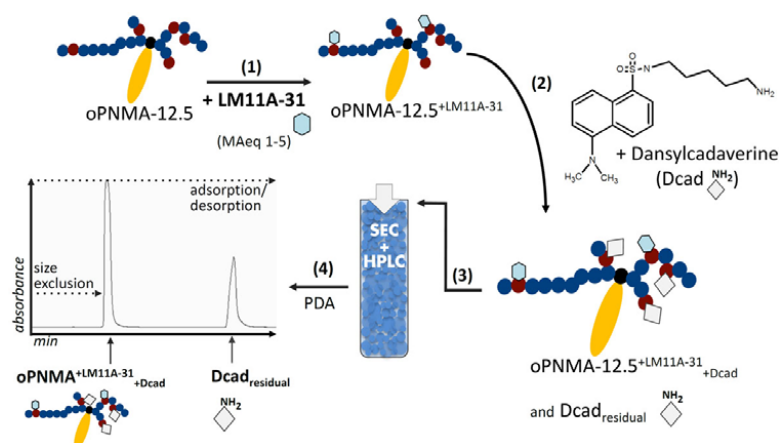 (1)
+ LM11A-31
(MAeq 1-5)
oPNMA-12.5
oPNMA-12.5+LM11A-31
(2)
O
S
O
N
H
NH2
N
H3C
CH3
+ Dansylcadaverine
(Dcad NH2)
adsorption/
desorption
size
exclusion
absorbance
min
(4)
PDA
SEC
+
HPLC
(3)
oPNMA+LM11A-31
+Dcad
Dcadresidual
NH2
oPNMA-12.5+LM11A-31
+Dcad
and Dcadresidual NH2